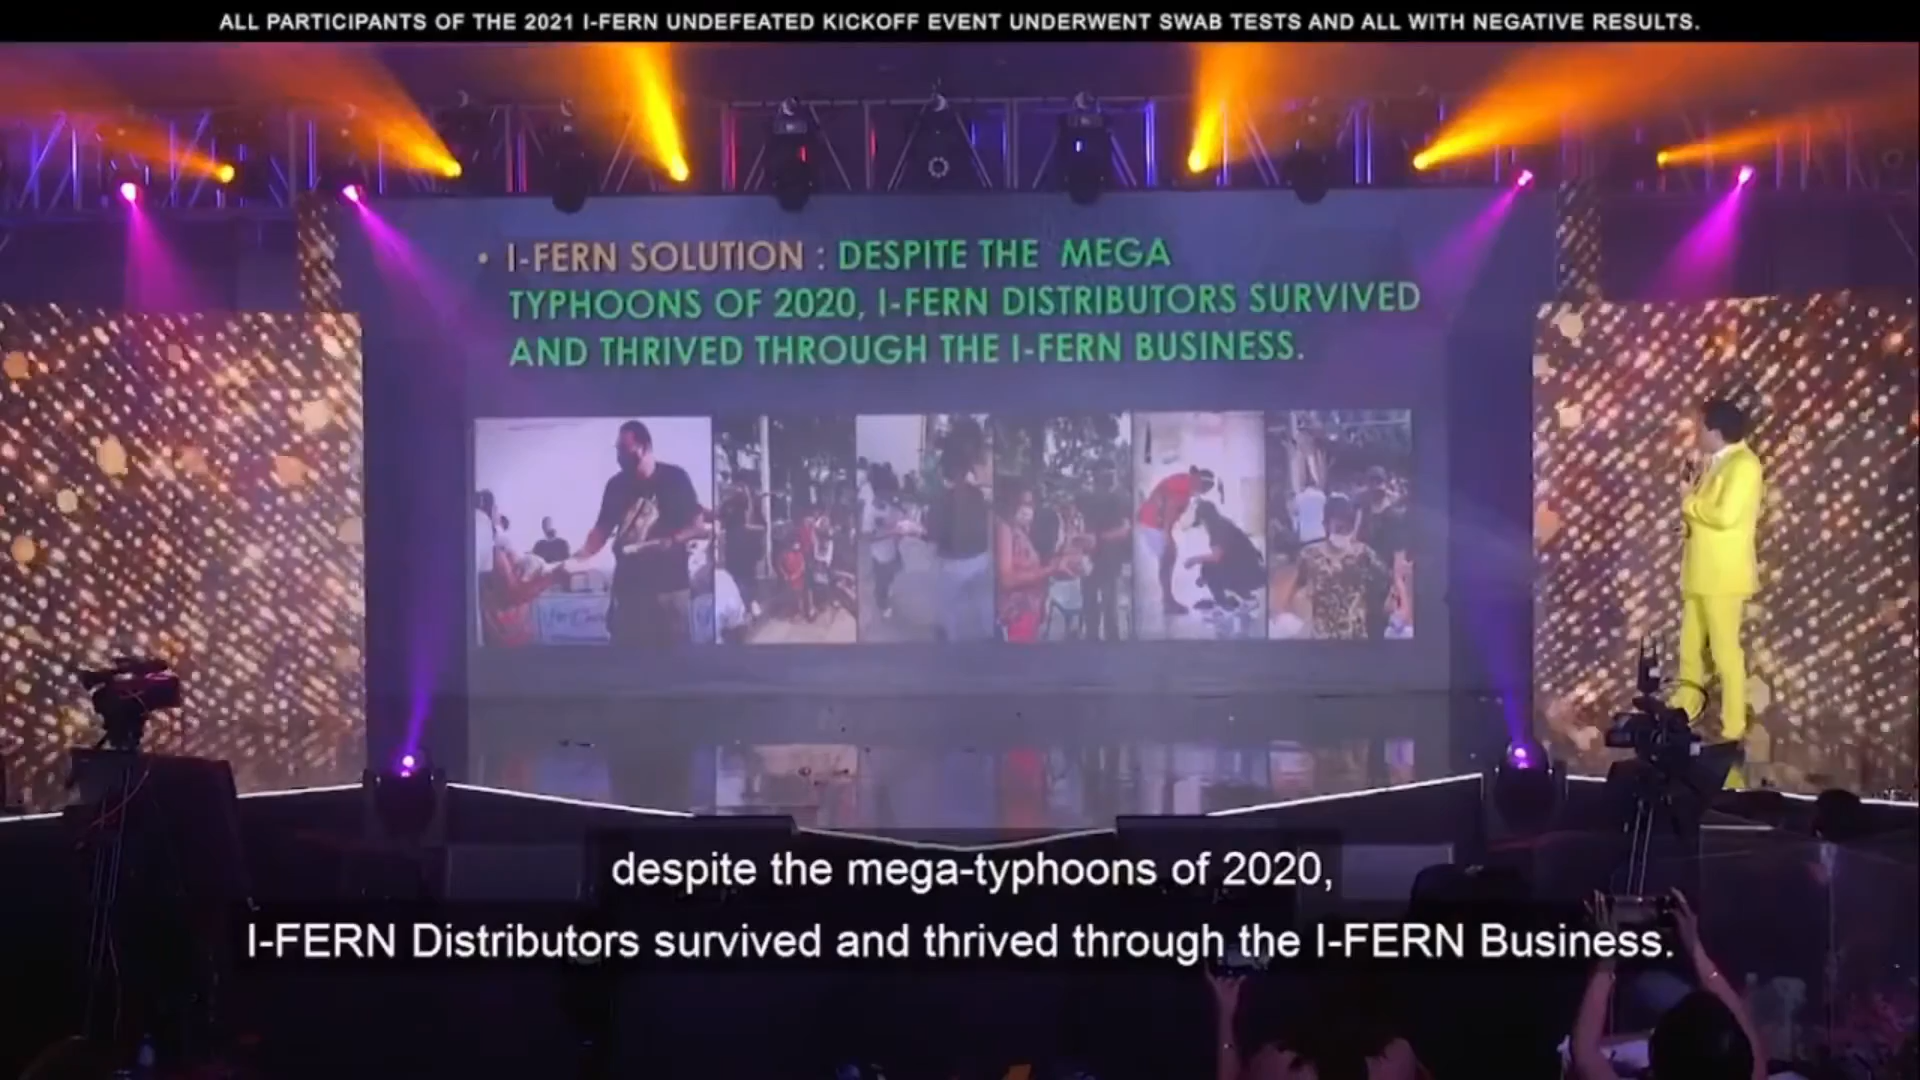 ALL PARTICIPANTS OF THE 2021 I-FERN UNDEFEATED KICKOFF EVENT UNDERWENT SWAB TESTS AND ALL WITH NEGATIVE RESULTS.
• I-FERN SOLUTION : DESPITE THE MEGA
TYPHOONS OF 2020, I-FERN DISTRIBUTORS SURVIVED
AND THRIVED THROUGH THE I-FERN BUSINESS.
despite the mega-typhoons of 2020,
I-FERN Distributors survived and thrived through the I-FERN Business.